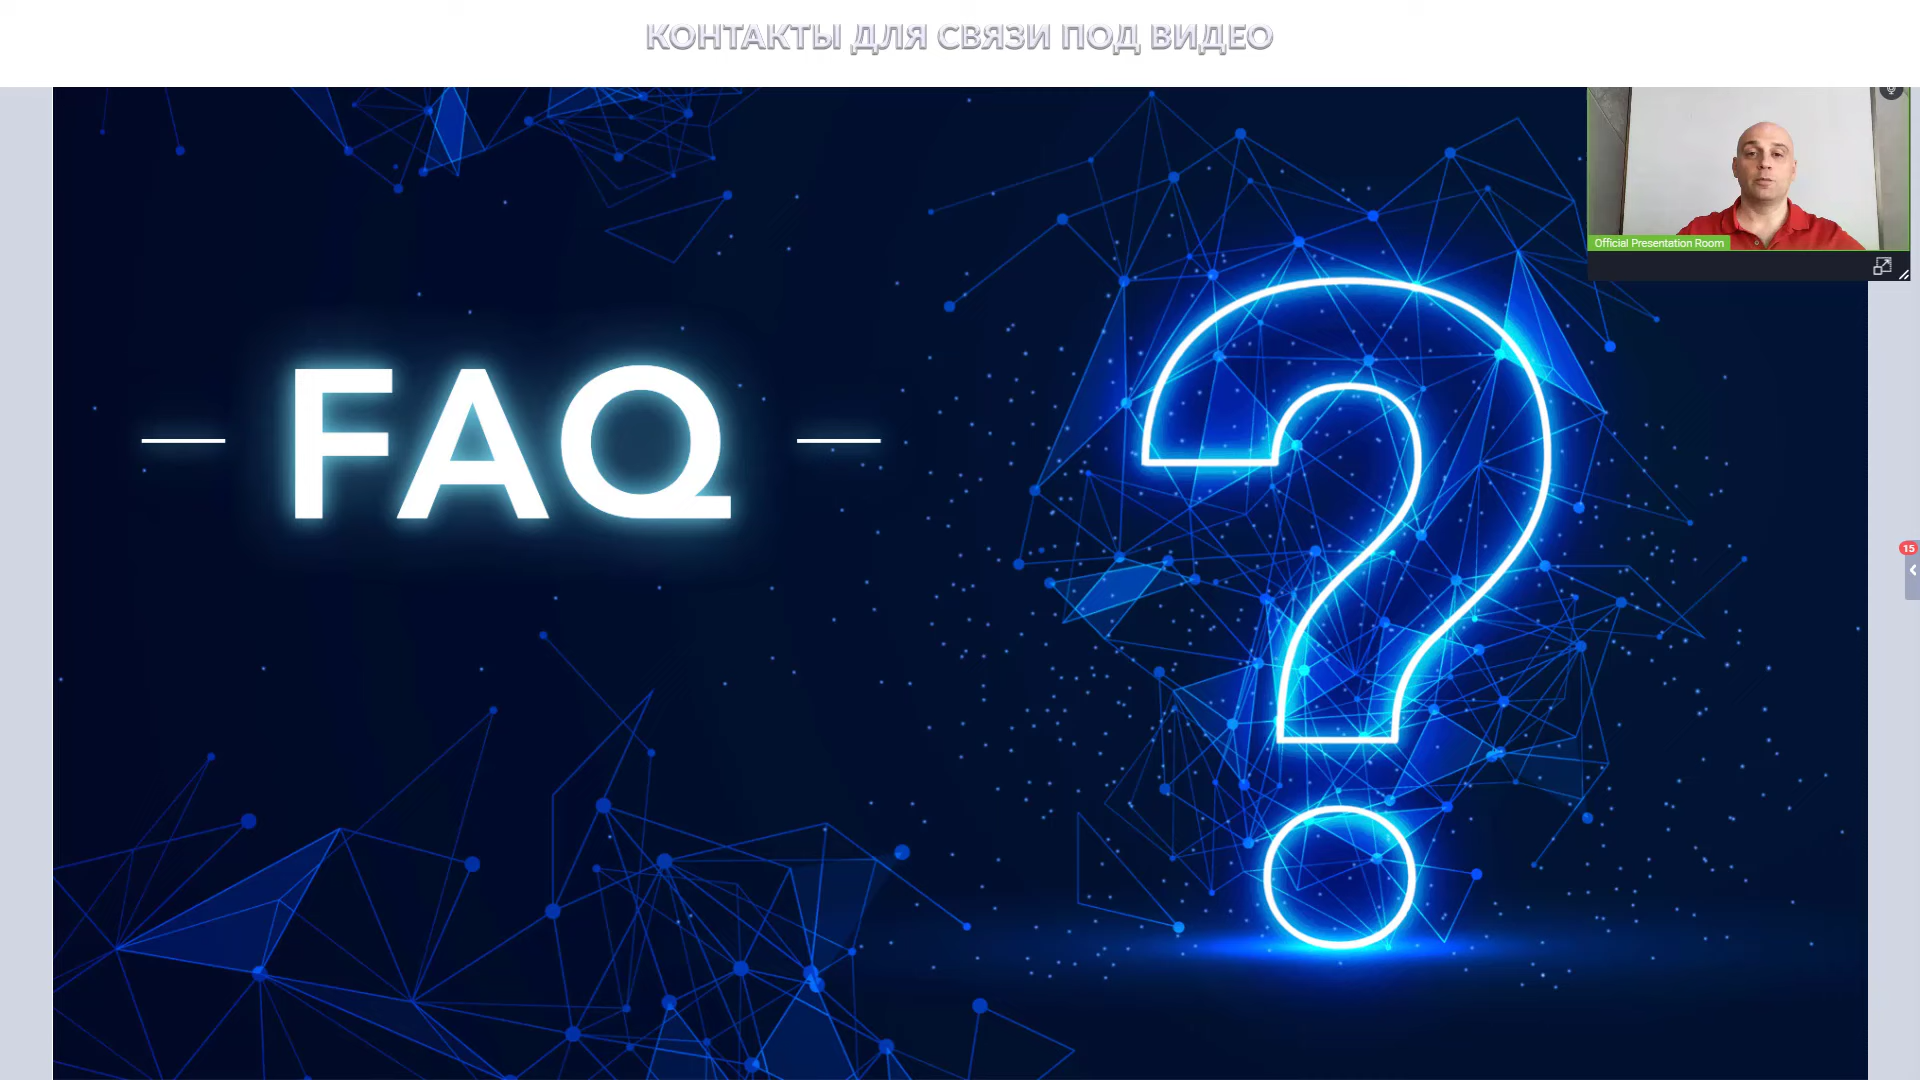 КОНТАКТЫ ДЛЯ СВЯЗИ ПОД ВИДЕО
Official Presentation Room
FAQ
15